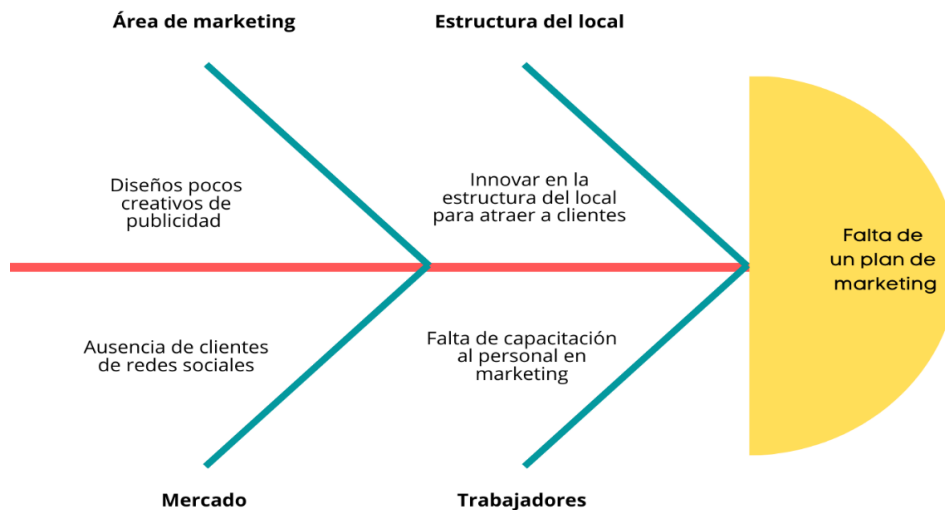 Área de marketing
Estructura del local
Diseños pocos
creativos de
publicidad
Innovar en la
estructura del local
para atraer a clientes
Falta de
un plan de
marketing
Ausencia de clientes
de redes sociales
Falta de capacitación
al personal en
marketing
Mercado
Trabajadores